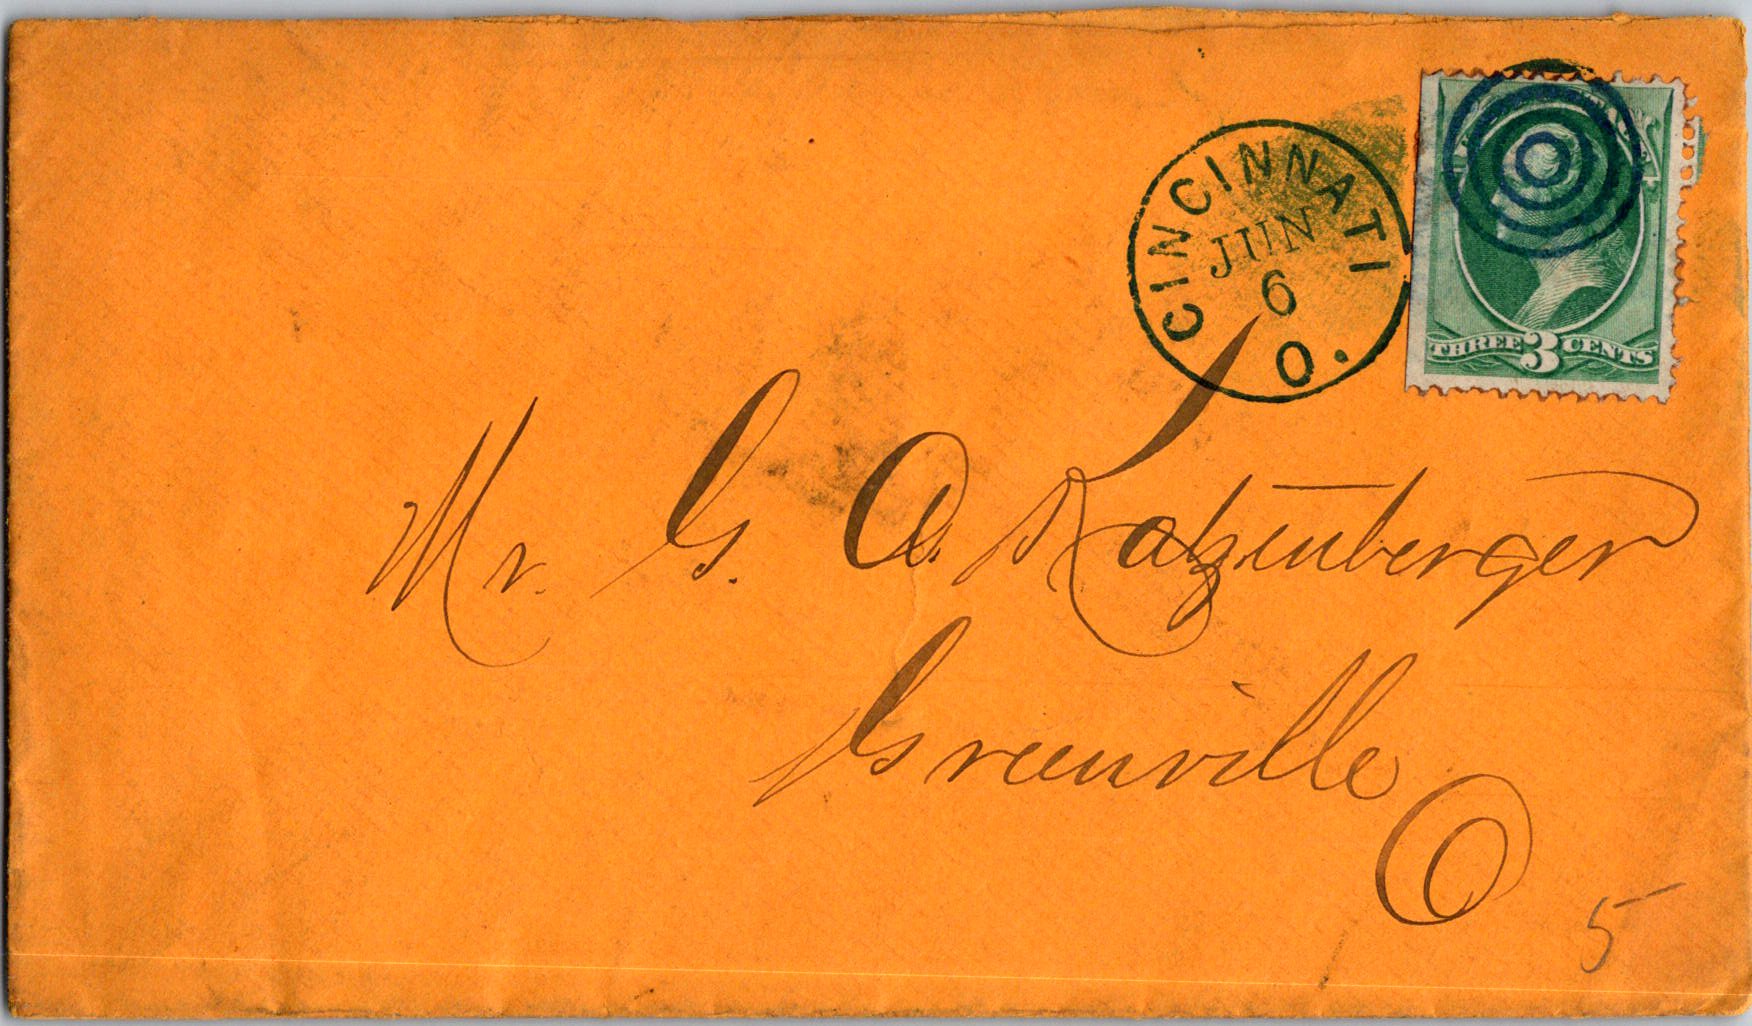 CINCINNATI
JUN
6
O.
THREE 3 CENTS
Mr. G. A. Katzenberger
Greenville
O
5